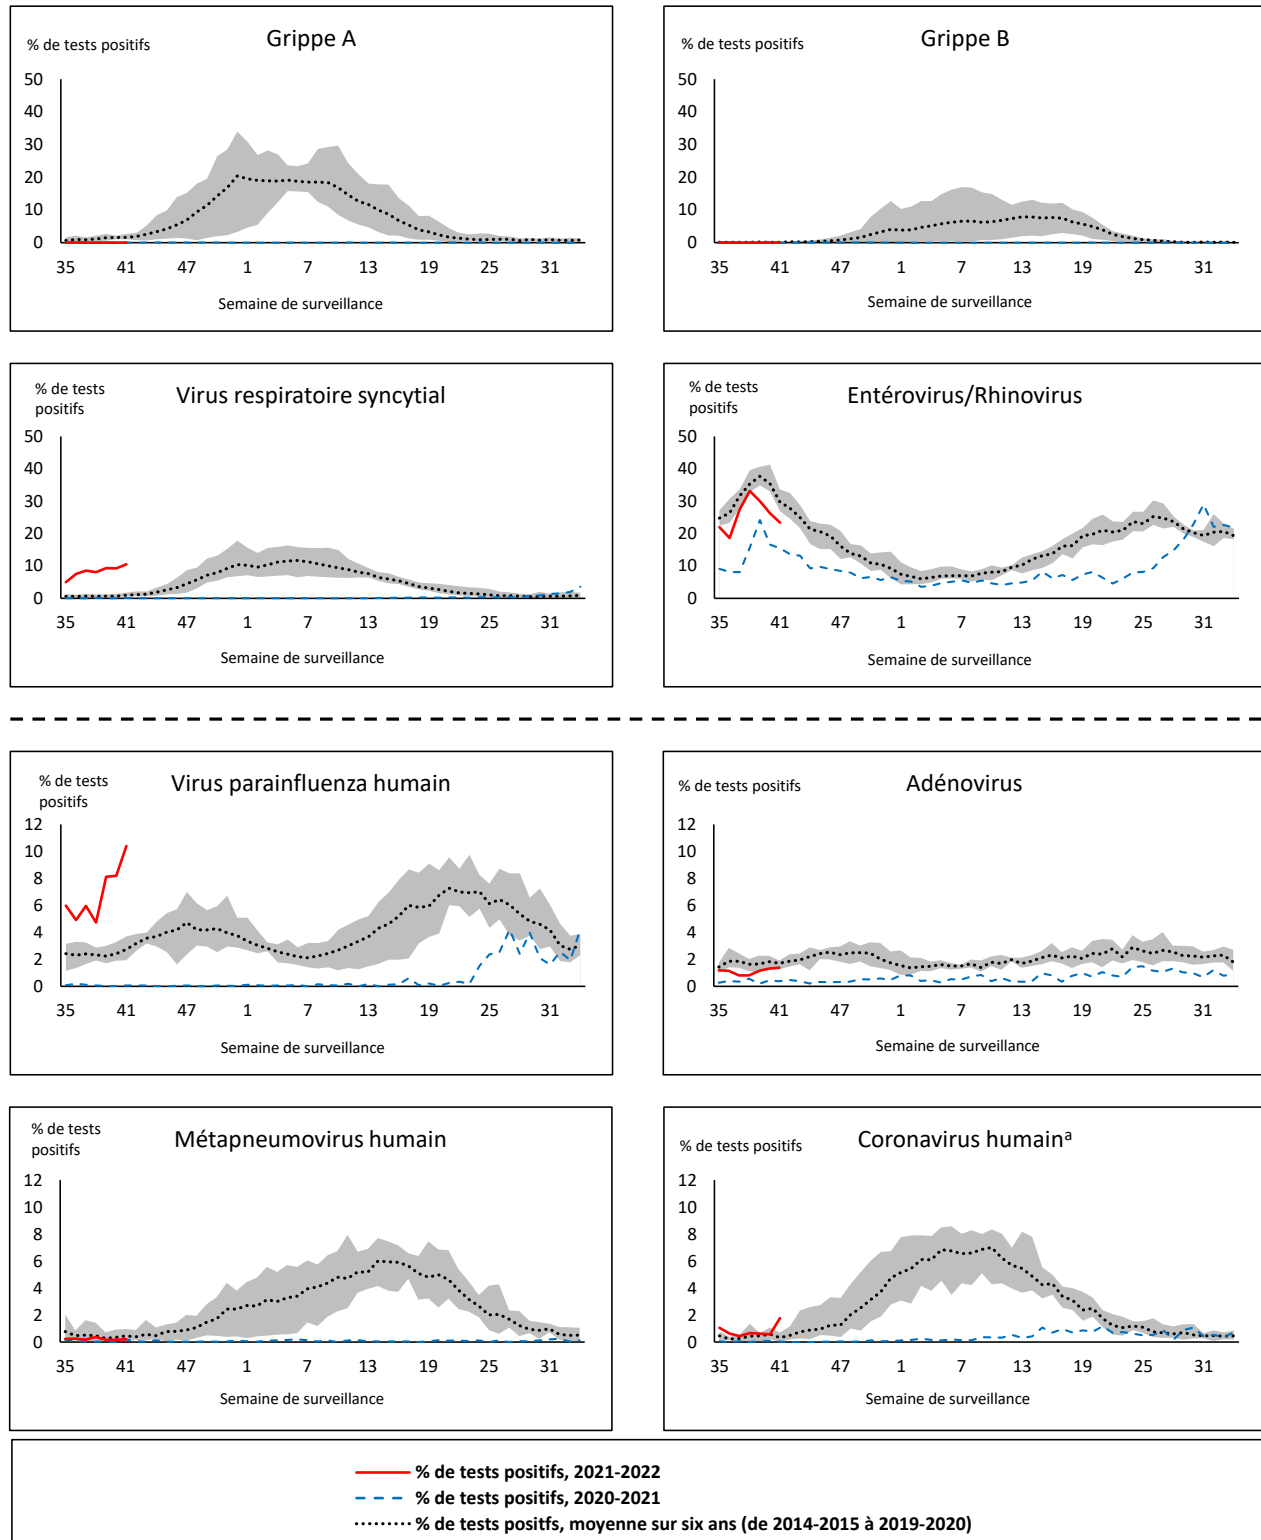 Grippe A
% de tests positifs
50
40
30
20
10
0
35 41 47 1 7 13 19 25 31
Semaine de surveillance
Grippe B
% de tests positifs
50
40
30
20
10
0
35 41 47 1 7 13 19 25 31
Semaine de surveillance
% de tests
positifs
Virus respiratoire syncytial
50
40
30
20
10
0
35 41 47 1 7 13 19 25 31
Semaine de surveillance
% de tests
positifs
Entérovirus/Rhinovirus
50
40
30
20
10
0
35 41 47 1 7 13 19 25 31
Semaine de surveillance
% de tests
positifs
Virus parainfluenza humain
12
10
8
6
4
2
0
35 41 47 1 7 13 19 25 31
Semaine de surveillance
Adénovirus
% de tests positifs
12
10
8
6
4
2
0
35 41 47 1 7 13 19 25 31
Semaine de surveillance
% de tests
positifs
Métapneumovirus humain
12
10
8
6
4
2
0
35 41 47 1 7 13 19 25 31
Semaine de surveillance
Coronavirus humainᵃ
% de tests positifs
12
10
8
6
4
2
0
35 41 47 1 7 13 19 25 31
Semaine de surveillance
% de tests positifs, 2021-2022
% de tests positifs, 2020-2021
% de tests positfs, moyenne sur six ans (de 2014-2015 à 2019-2020)